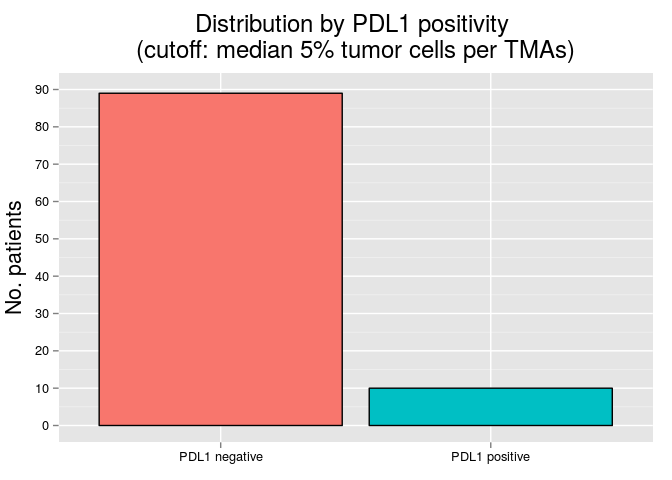 Distribution by PDL1 positivity
(cutoff: median 5% tumor cells per TMAs)
No. patients
90
80
70
60
50
40
30
20
10
0
PDL1 negative
PDL1 positive